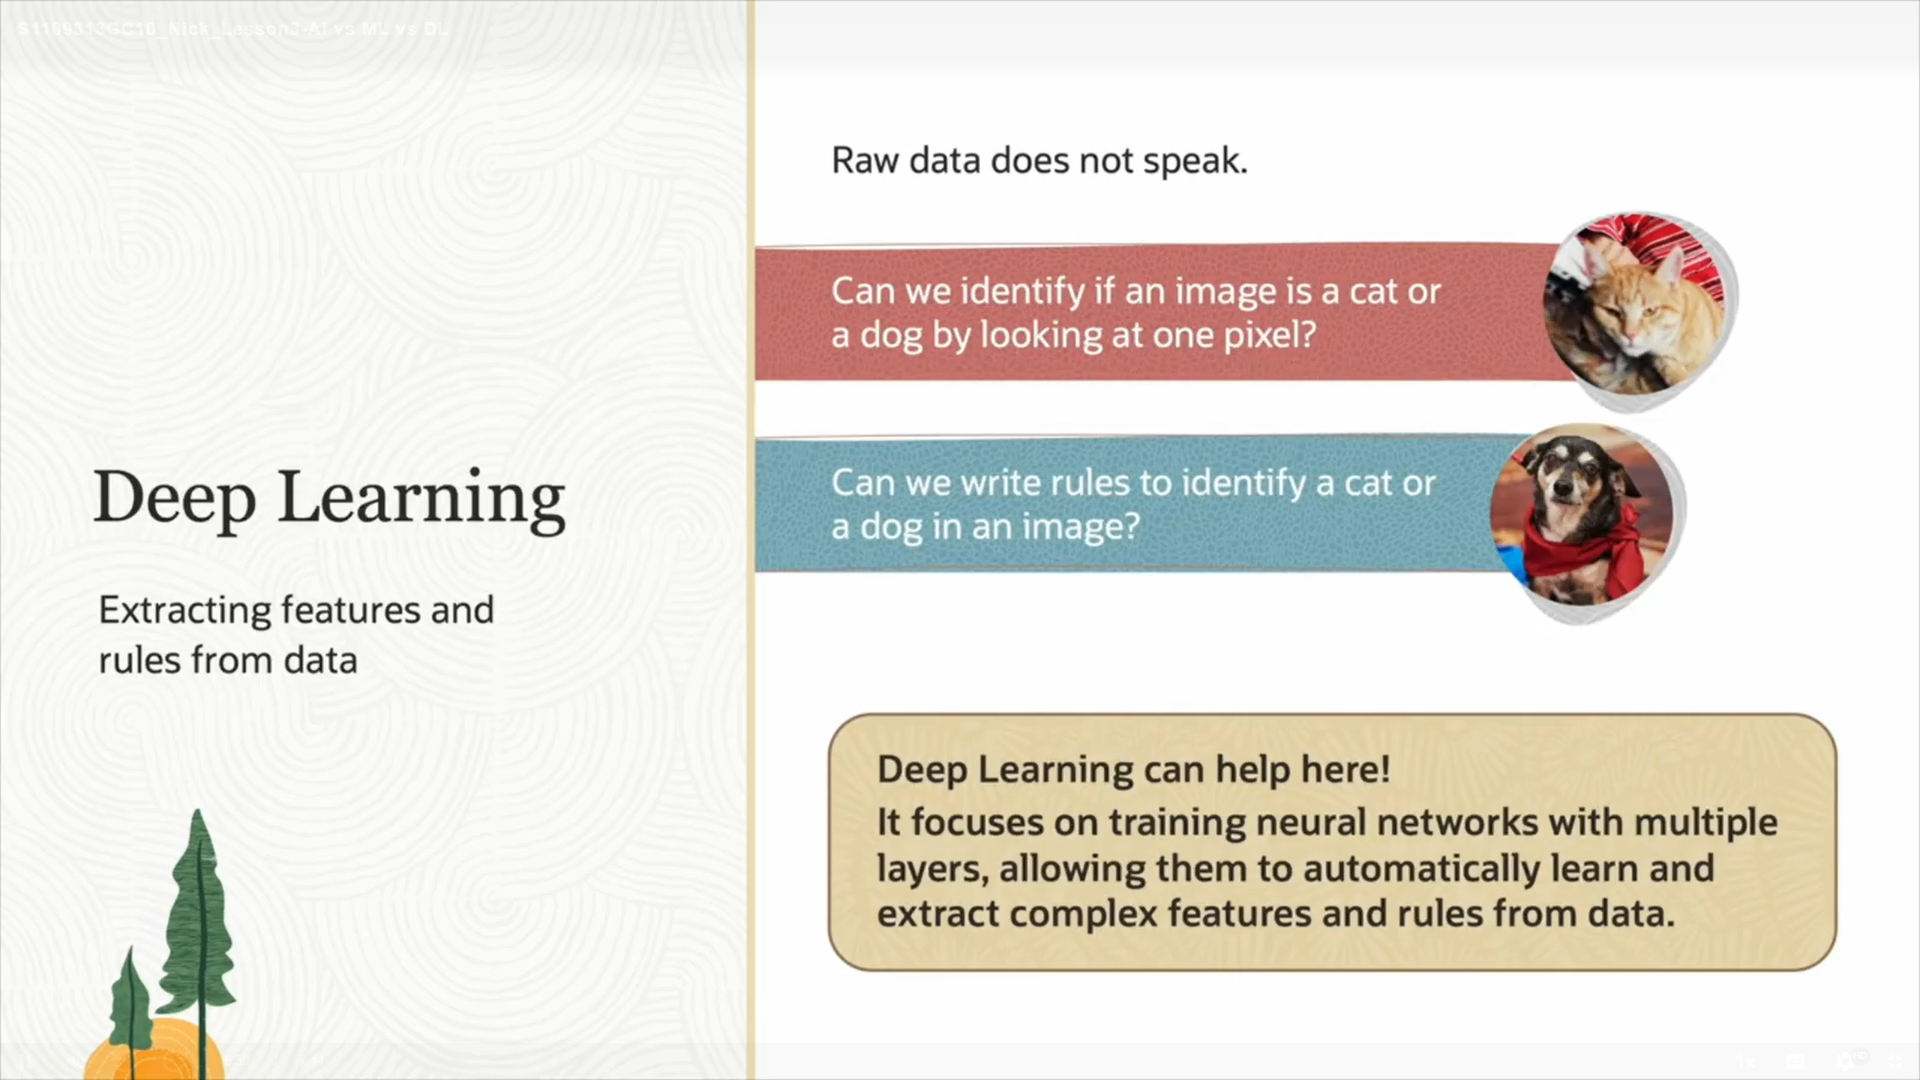 S1169313GC10_Nick_Lesson3-AI vs ML vs DL
Raw data does not speak.
Can we identify if an image is a cat or
a dog by looking at one pixel?
Can we write rules to identify a cat or
a dog in an image?
Deep Learning
Extracting features and
rules from data
Deep Learning can help here!
It focuses on training neural networks with multiple
layers, allowing them to automatically learn and
extract complex features and rules from data.